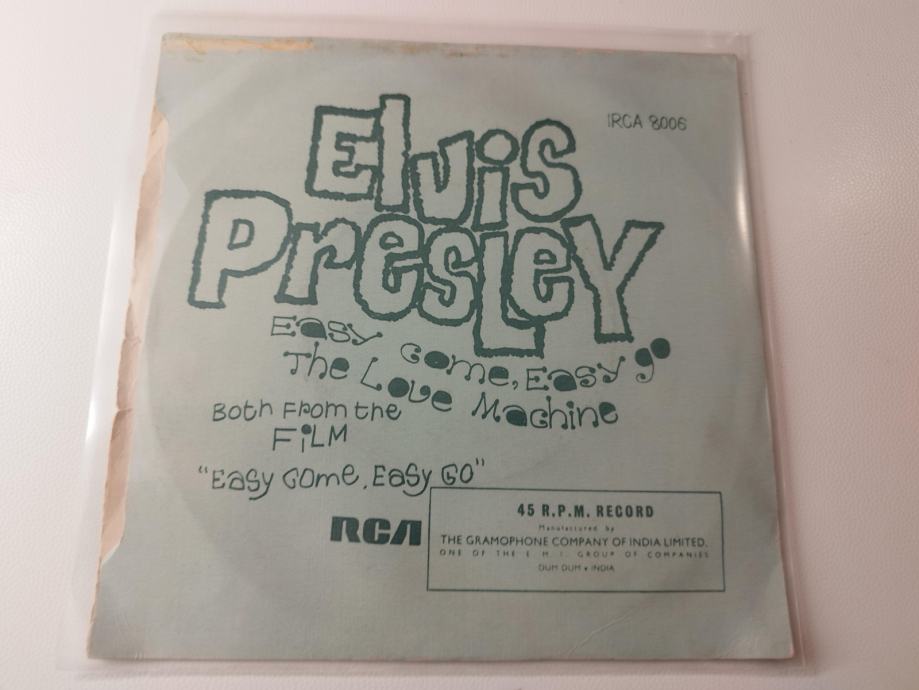 Elvis
Presley
IRCA 8006
Easy Come, Easy go
The Love Machine
Both From the
FiLM
"Easy Come, Easy Go"
RCA
45 R.P.M. RECORD
Manufactured by
THE GRAMOPHONE COMPANY OF INDIA LIMITED.
ONE OF THE E. M. I. GROUP OF COMPANIES
DUM DUM • INDIA